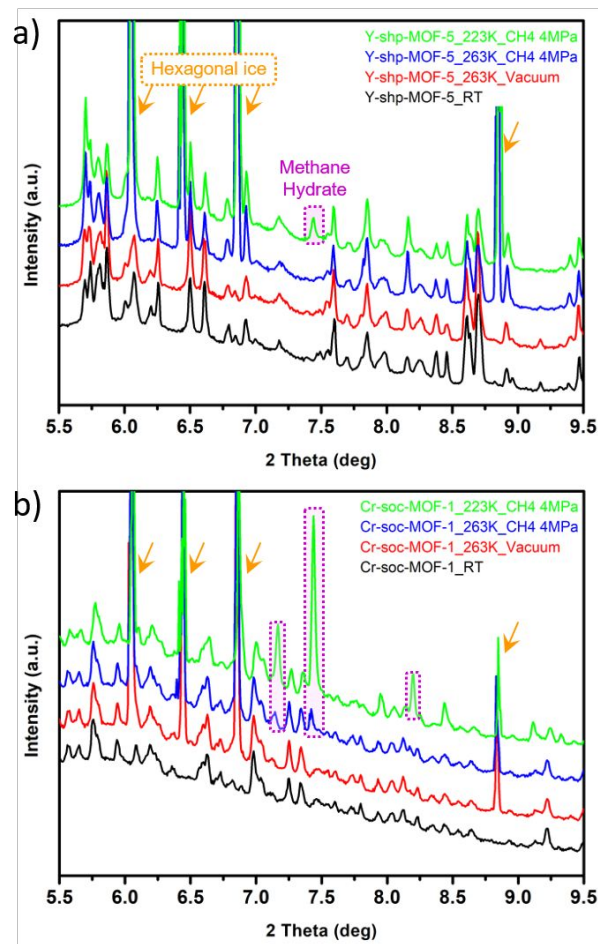 a)
Y-shp-MOF-5_223K_CH4 4MPa
Y-shp-MOF-5_263K_CH4 4MPa
Y-shp-MOF-5_263K_Vacuum
Y-shp-MOF-5_RT
Hexagonal ice
Methane
Hydrate
Intensity (a.u.)
5.5 6.0 6.5 7.0 7.5 8.0 8.5 9.0 9.5
2 Theta (deg)
b)
Cr-soc-MOF-1_223K_CH4 4MPa
Cr-soc-MOF-1_263K_CH4 4MPa
Cr-soc-MOF-1_263K_Vacuum
Cr-soc-MOF-1_RT
Intensity (a.u.)
5.5 6.0 6.5 7.0 7.5 8.0 8.5 9.0 9.5
2 Theta (deg)